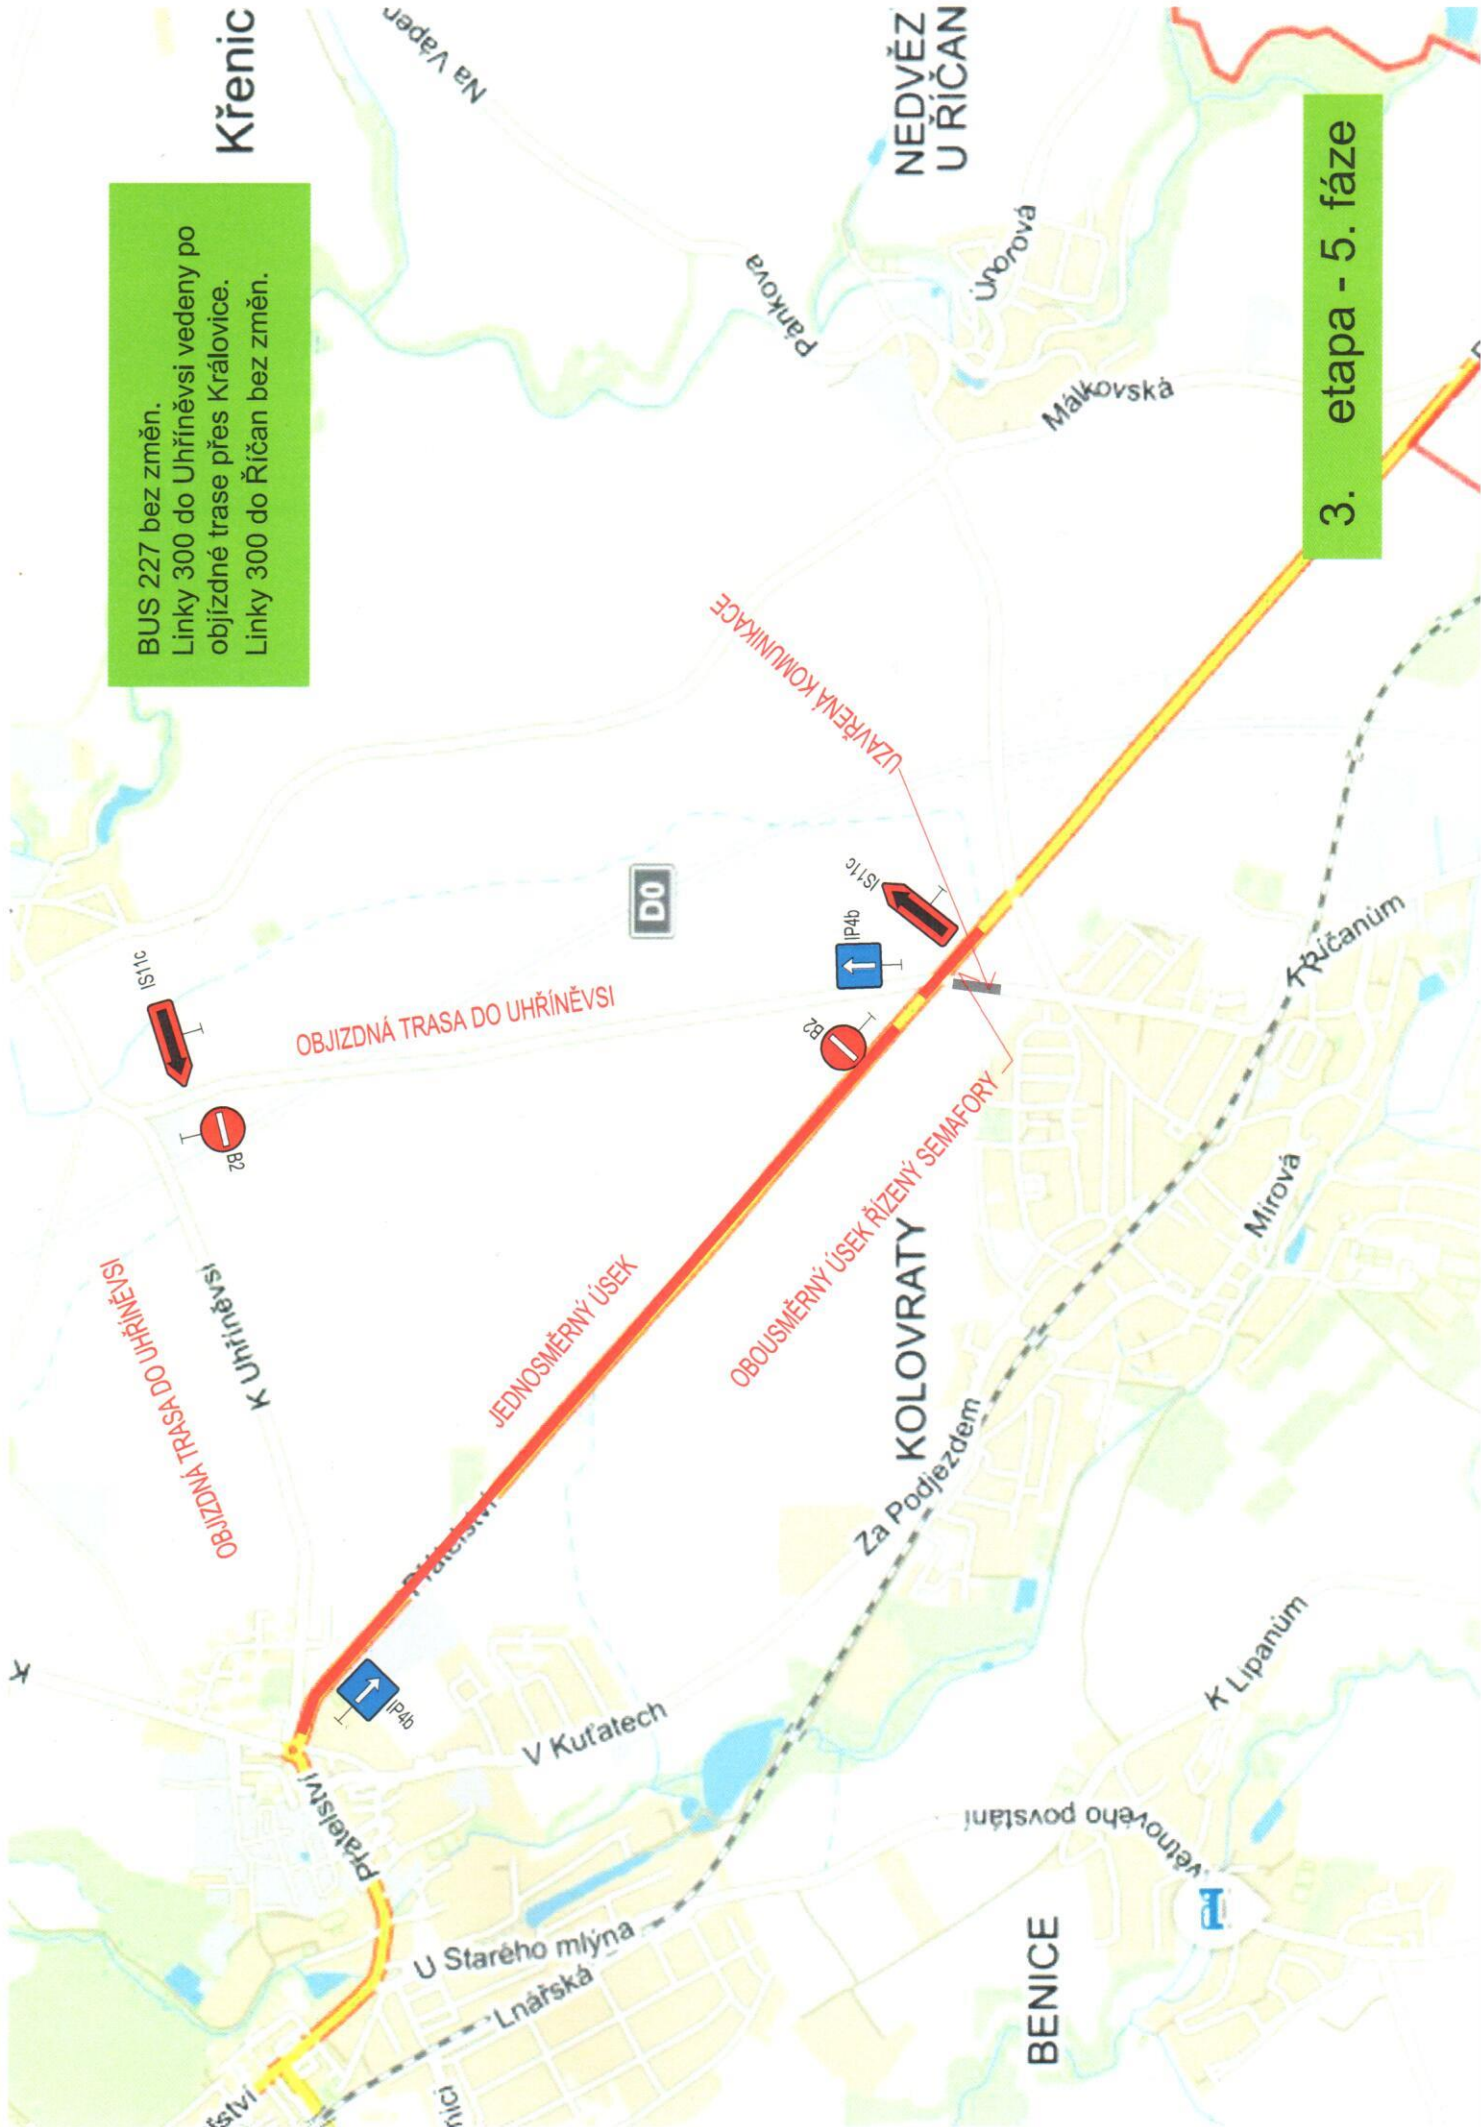 BUS 227 bez změn.
Linky 300 do Uhříněvsi vedeny po
objízdné trase přes Královice.
Linky 300 do Říčan bez změn.
Křenic
Na Vápen
NEDVĚZ
U ŘÍČAN
Pánkova
Únorová
Málkovská
3. etapa - 5. fáze
UZAVŘENÁ KOMUNIKACE
D0
IS11c
IS11c
IP4b
B2
B2
OBJIZDNÁ TRASA DO UHŘÍNĚVSI
OBJIZDNÁ TRASA DO UHŘÍNĚVSI
K Uhříněvsi
JEDNOSMĚRNÝ ÚSEK
OBOUSMĚRNÝ ÚSEK ŘÍZENÝ SEMAFORY
KOLOVRATY
K Říčanům
Mírová
Za Podjezdem
Přátelství
K
IP4b
V Kuťatech
K Lipanům
Přátelství
větnového povstání
U Starého mlýna
Lnářská
BENICE
ství
nící